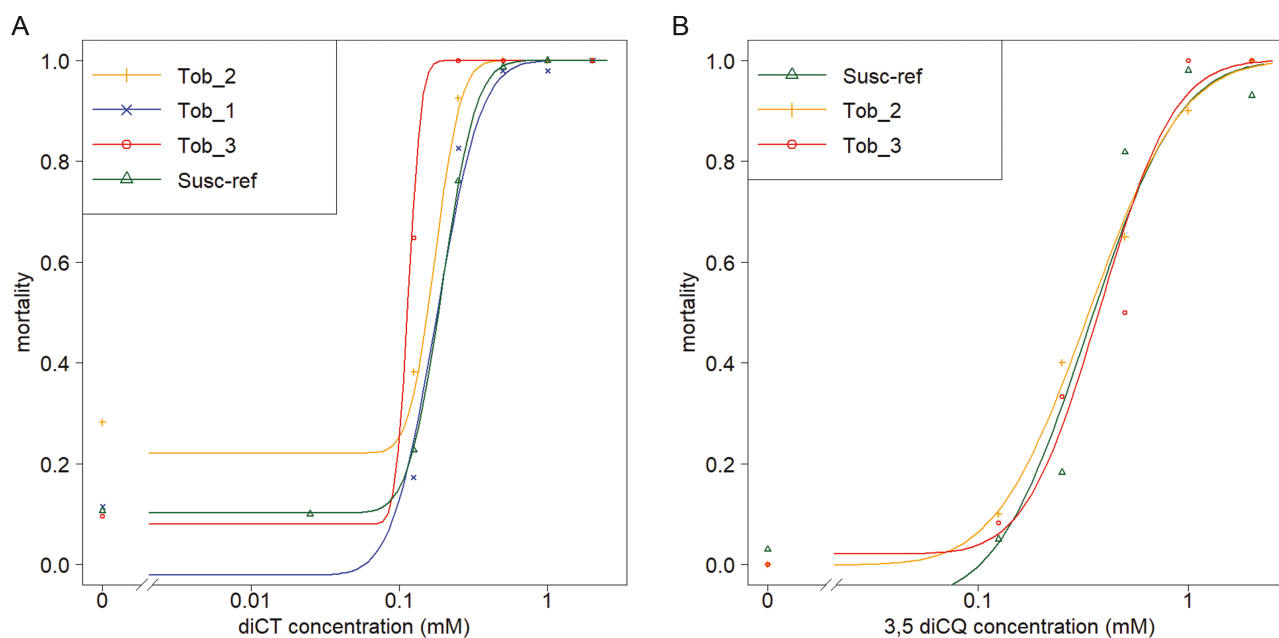 A
Tob_2
Tob_1
Tob_3
Susc-ref
mortality
1.0
0.8
0.6
0.4
0.2
0.0
0 0.01 0.1 1
diCT concentration (mM)
B
Susc-ref
Tob_2
Tob_3
mortality
1.0
0.8
0.6
0.4
0.2
0.0
0 0.1 1
3,5 diCQ concentration (mM)